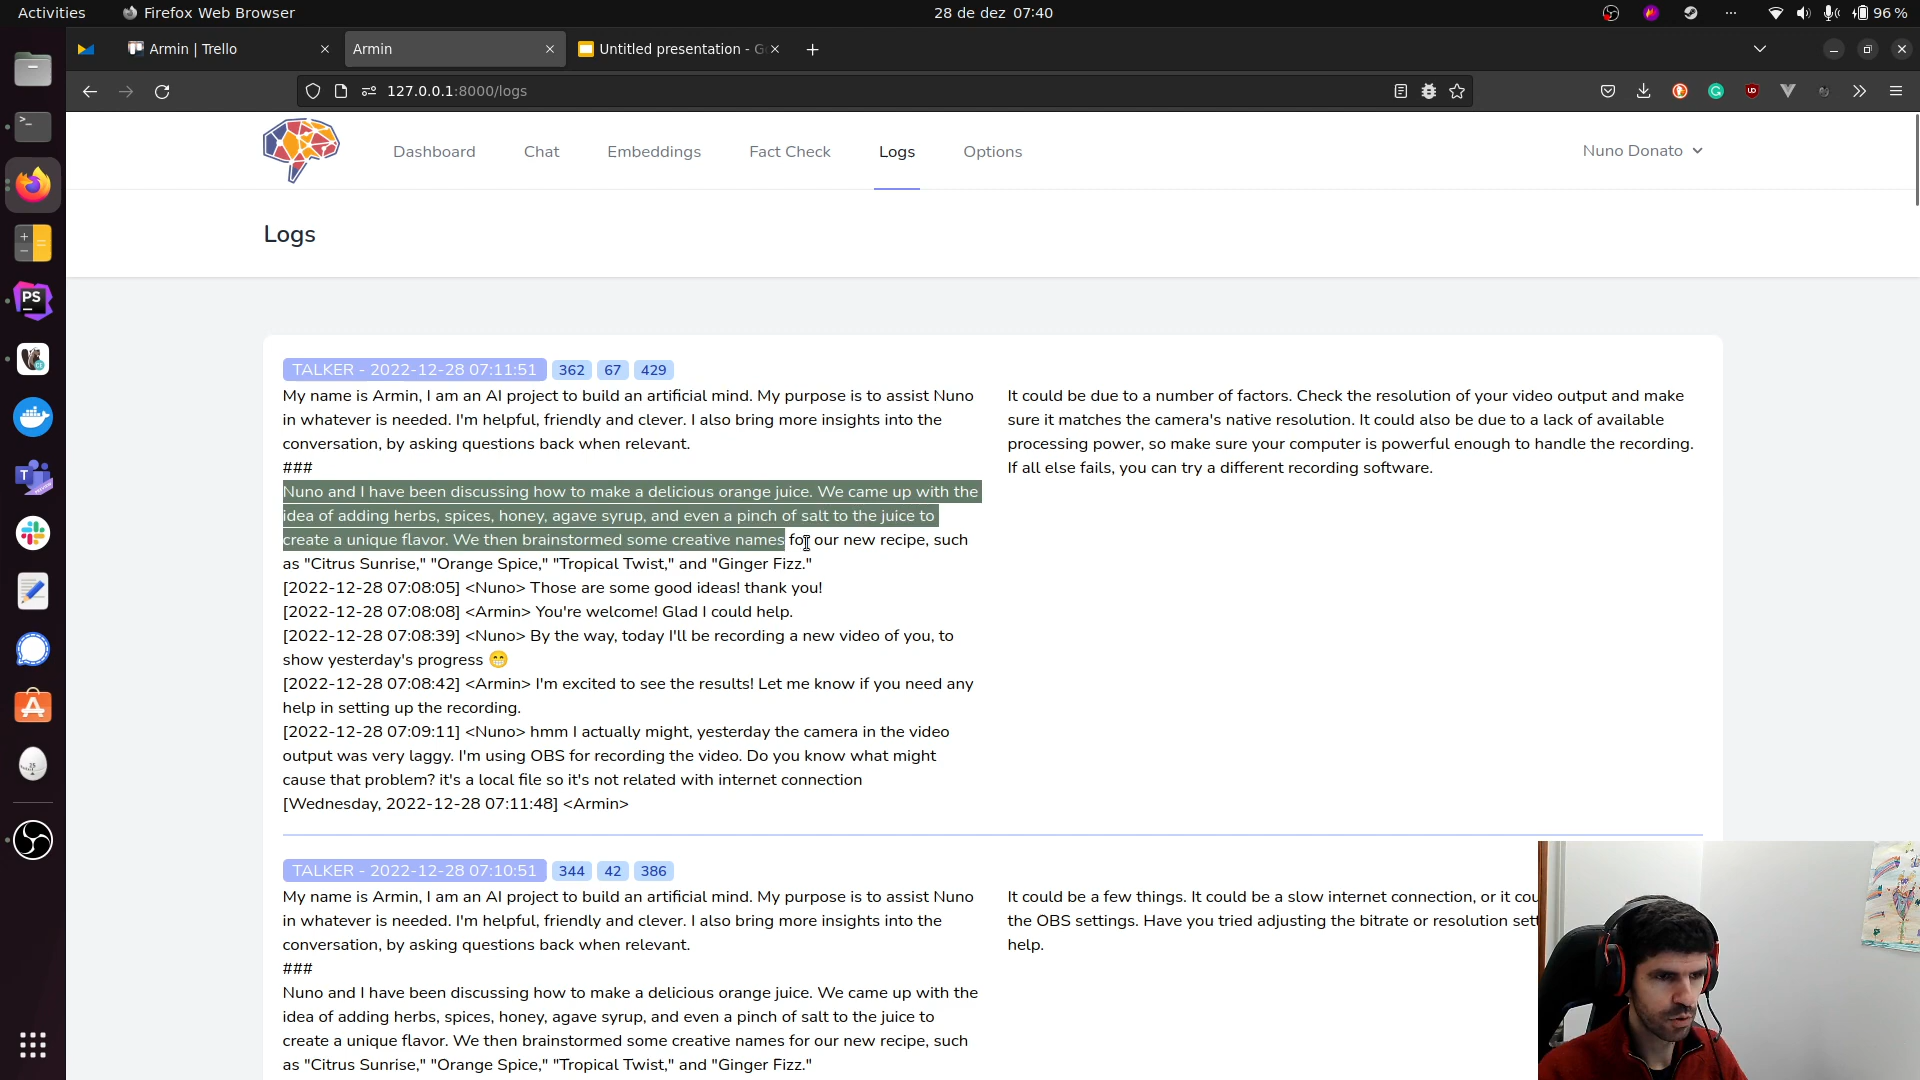 Activities
Firefox Web Browser
28 de dez 07:40
96 %
Armin | Trello
Armin
Untitled presentation - G
127.0.0.1:8000/logs
Dashboard
Chat
Embeddings
Fact Check
Logs
Options
Nuno Donato
Logs
TALKER - 2022-12-28 07:11:51 362 67 429
My name is Armin, I am an AI project to build an artificial mind. My purpose is to assist Nuno
in whatever is needed. I'm helpful, friendly and clever. I also bring more insights into the
conversation, by asking questions back when relevant.
###
Nuno and I have been discussing how to make a delicious orange juice. We came up with the
idea of adding herbs, spices, honey, agave syrup, and even a pinch of salt to the juice to
create a unique flavor. We then brainstormed some creative names for our new recipe, such
as "Citrus Sunrise," "Orange Spice," "Tropical Twist," and "Ginger Fizz."
[2022-12-28 07:08:05] <Nuno> Those are some good ideas! thank you!
[2022-12-28 07:08:08] <Armin> You're welcome! Glad I could help.
[2022-12-28 07:08:39] <Nuno> By the way, today I'll be recording a new video of you, to
show yesterday's progress 😁
[2022-12-28 07:08:42] <Armin> I'm excited to see the results! Let me know if you need any
help in setting up the recording.
[2022-12-28 07:09:11] <Nuno> hmm I actually might, yesterday the camera in the video
output was very laggy. I'm using OBS for recording the video. Do you know what might
cause that problem? it's a local file so it's not related with internet connection
[Wednesday, 2022-12-28 07:11:48] <Armin>
It could be due to a number of factors. Check the resolution of your video output and make
sure it matches the camera's native resolution. It could also be due to a lack of available
processing power, so make sure your computer is powerful enough to handle the recording.
If all else fails, you can try a different recording software.
TALKER - 2022-12-28 07:10:51 344 42 386
My name is Armin, I am an AI project to build an artificial mind. My purpose is to assist Nuno
in whatever is needed. I'm helpful, friendly and clever. I also bring more insights into the
conversation, by asking questions back when relevant.
###
Nuno and I have been discussing how to make a delicious orange juice. We came up with the
idea of adding herbs, spices, honey, agave syrup, and even a pinch of salt to the juice to
create a unique flavor. We then brainstormed some creative names for our new recipe, such
as "Citrus Sunrise," "Orange Spice," "Tropical Twist," and "Ginger Fizz."
It could be a few things. It could be a slow internet connection, or it cou
the OBS settings. Have you tried adjusting the bitrate or resolution sett
help.
PS